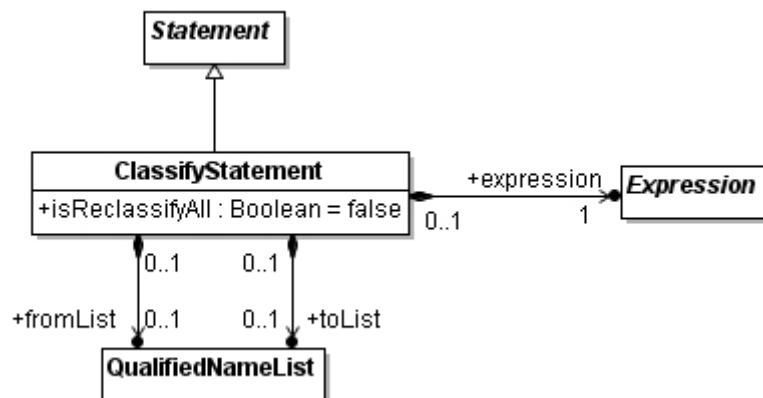 Statement
ClassifyStatement
+isReclassifyAll : Boolean = false
+expression
0..1
1
Expression
0..1
0..1
+fromList
0..1
0..1
+toList
QualifiedNameList